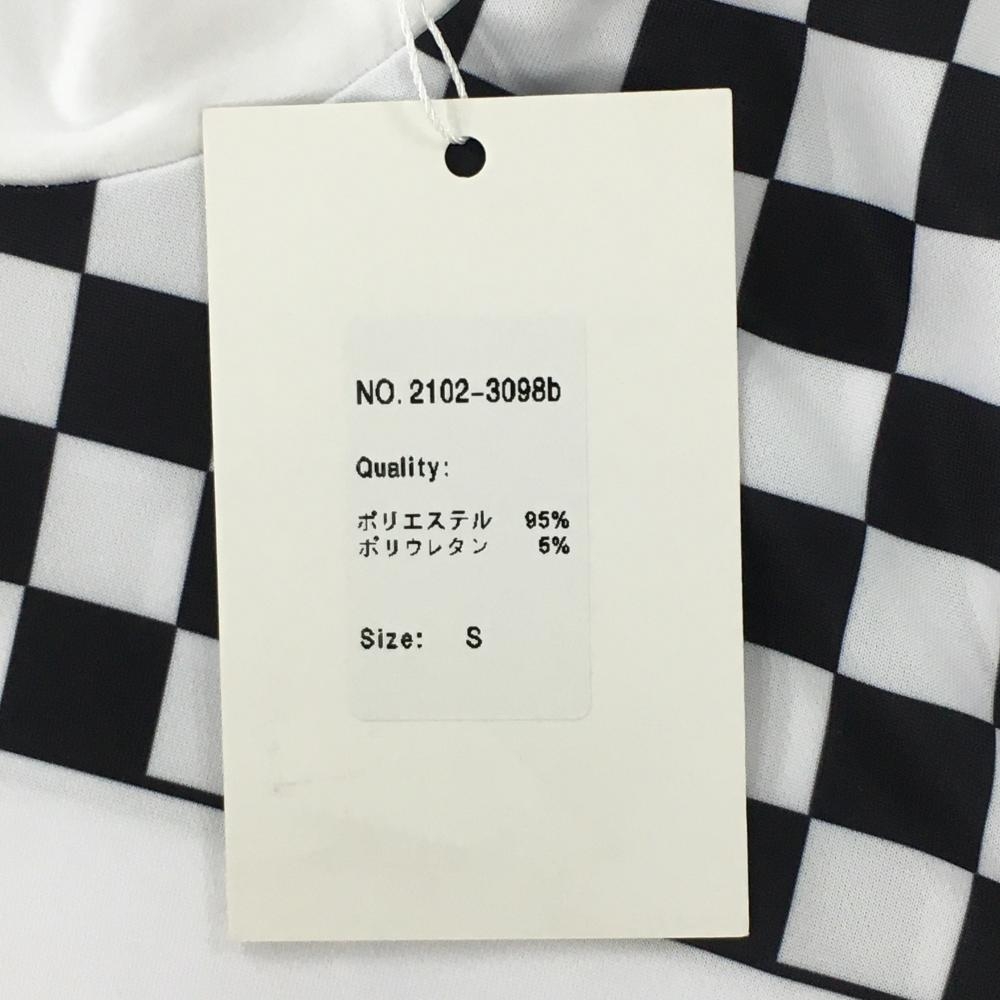 NO. 2102-3098b
Quality:
ポリエステル 95%
ポリウレタン 5%
Size: S